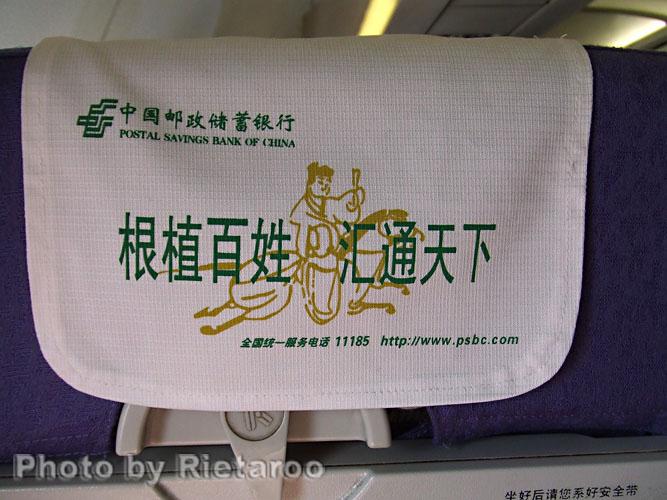 中国邮政储蓄银行
POSTAL SAVINGS BANK OF CHINA
根植百姓 汇通天下
全国统一服务电话 11185 http://www.psbc.com
坐好后请您系好安全带
Photo by Rietaroo